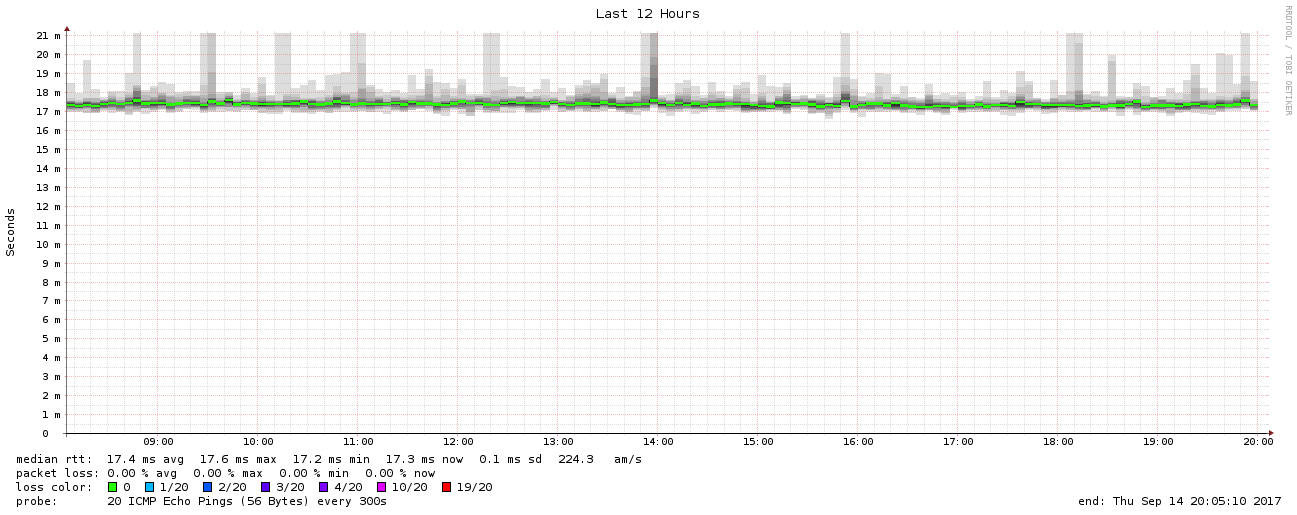 Last 12 Hours
RRDTOOL / TOBI OETIKER
Seconds
21 m
20 m
19 m
18 m
17 m
16 m
15 m
14 m
13 m
12 m
11 m
10 m
9 m
8 m
7 m
6 m
5 m
4 m
3 m
2 m
1 m
0
09:00 10:00 11:00 12:00 13:00 14:00 15:00 16:00 17:00 18:00 19:00 20:00
median rtt: 17.4 ms avg 17.6 ms max 17.2 ms min 17.3 ms now 0.1 ms sd 224.3 am/s
packet loss: 0.00 % avg 0.00 % max 0.00 % min 0.00 % now
loss color: 0 1/20 2/20 3/20 4/20 10/20 19/20
probe: 20 ICMP Echo Pings (56 Bytes) every 300s end: Thu Sep 14 20:05:10 2017